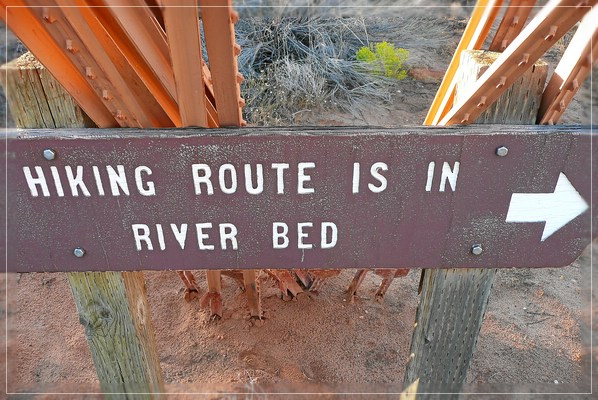 HIKING ROUTE IS IN
RIVER BED